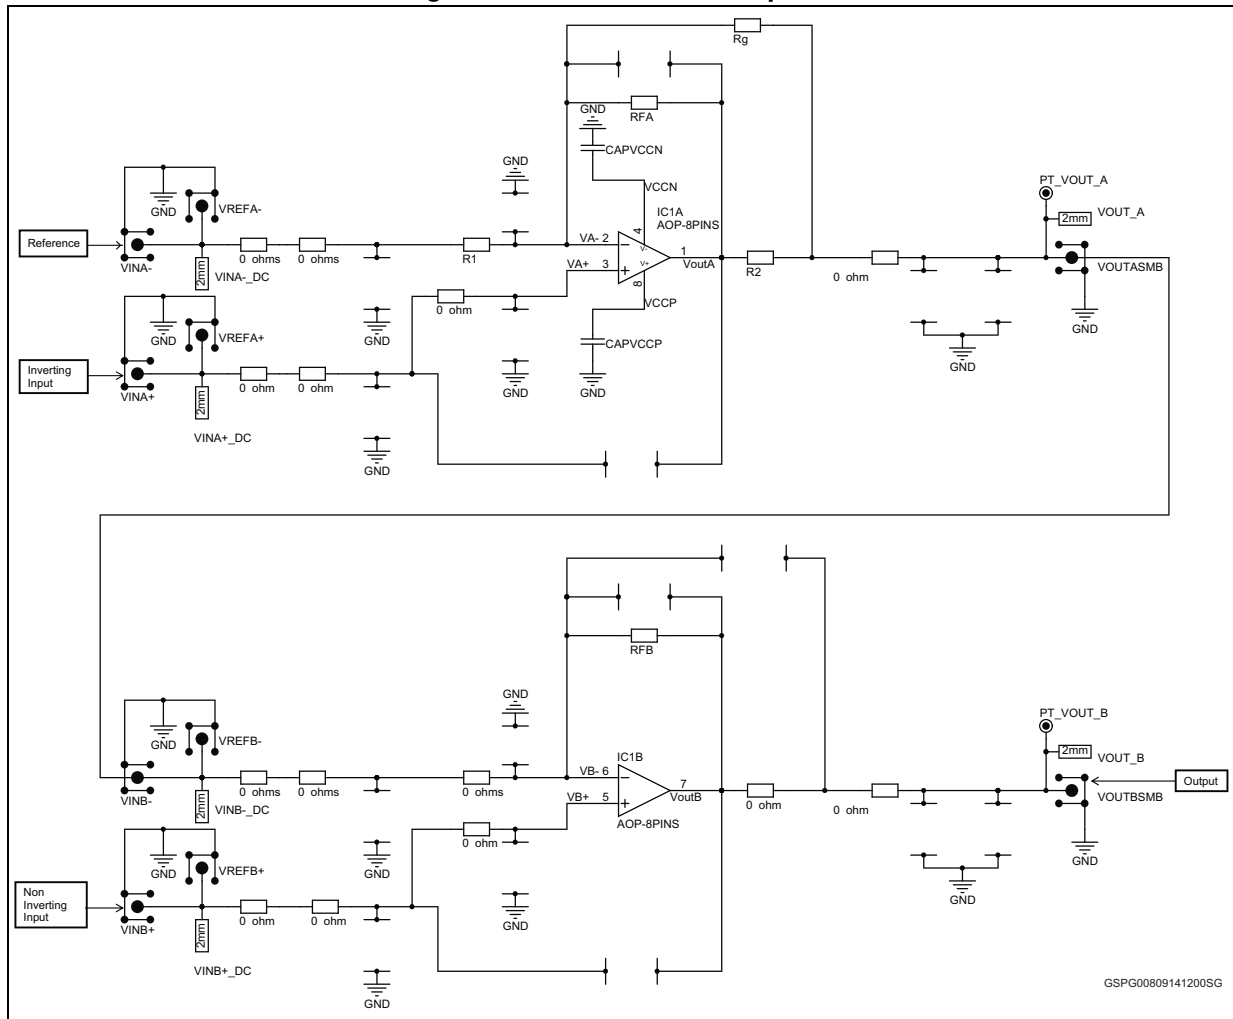 Rg
GND
RFA
CAPVCCN
GND
GND
VREFA-
VCCN
PT_VOUT_A
IC1A
AOP-8PINS
2mm
VOUT_A
Reference
VINA-
2mm
VINA-_DC
0 ohms
0 ohms
R1
VA- 2
VA+ 3
4
V-
V+
8
1
VoutA
R2
0 ohm
VOUTASMB
GND
0 ohm
VCCP
GND
VREFA+
GND
CAPVCCP
GND
Inverting
Input
VINA+
2mm
0 ohm
0 ohm
GND
GND
VINA+_DC
GND
RFB
GND
PT_VOUT_B
GND
VREFB-
IC1B
2mm
VOUT_B
VINB-
2mm
VINB-_DC
0 ohms
0 ohms
0 ohms
VB- 6
VB+ 5
7
VoutB
AOP-8PINS
0 ohm
0 ohm
VOUTBSMB
Output
0 ohm
GND
GND
VREFB+
GND
GND
Non
Inverting
Input
VINB+
2mm
0 ohm
0 ohm
GND
VINB+_DC
GND
GSPG00809141200SG